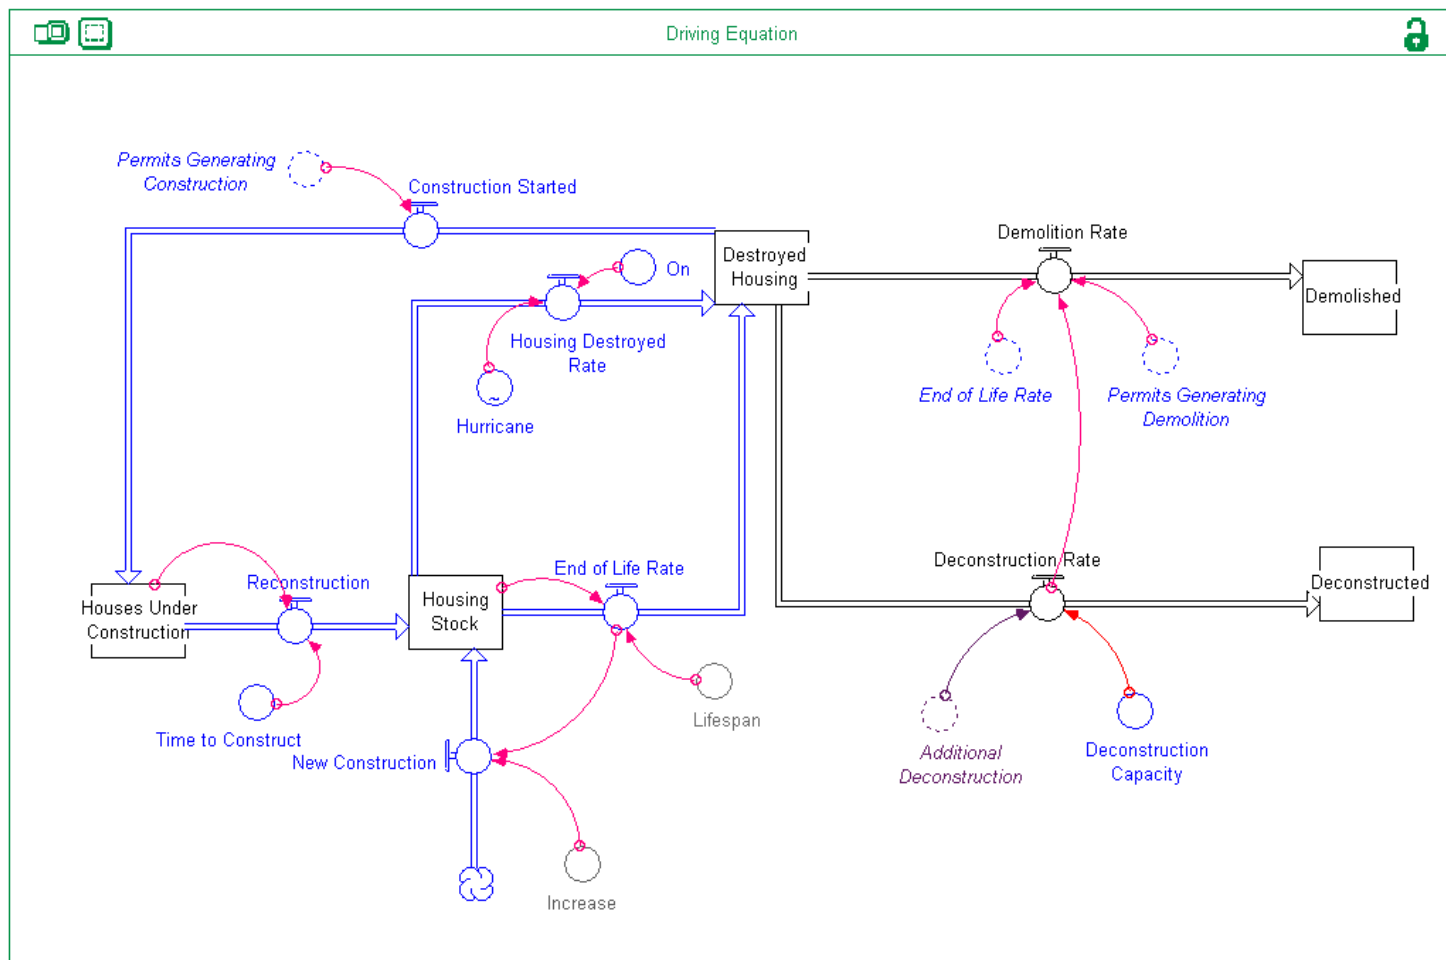 Driving Equation
Permits Generating
Construction
Construction Started
Destroyed
Housing
On
Housing Destroyed
Rate
~
Hurricane
Demolition Rate
Demolished
End of Life Rate
Permits Generating
Demolition
Houses Under
Construction
Reconstruction
Housing
Stock
End of Life Rate
Time to Construct
New Construction
Lifespan
Increase
Deconstruction Rate
Deconstructed
Additional
Deconstruction
Deconstruction
Capacity